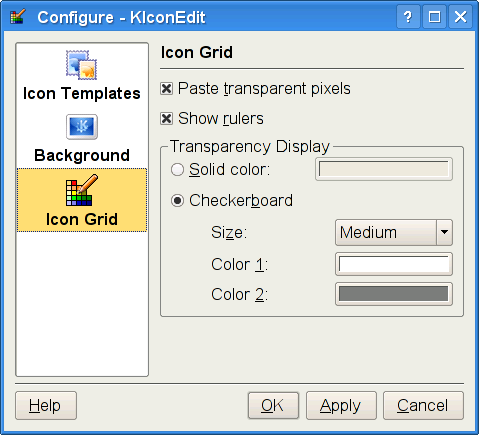 Configure - KIconEdit
Icon Templates
Background
Icon Grid
Icon Grid
Paste transparent pixels
Show rulers
Transparency Display
Solid color:
Checkerboard
Size: Medium
Color 1:
Color 2:
Help OK Apply Cancel